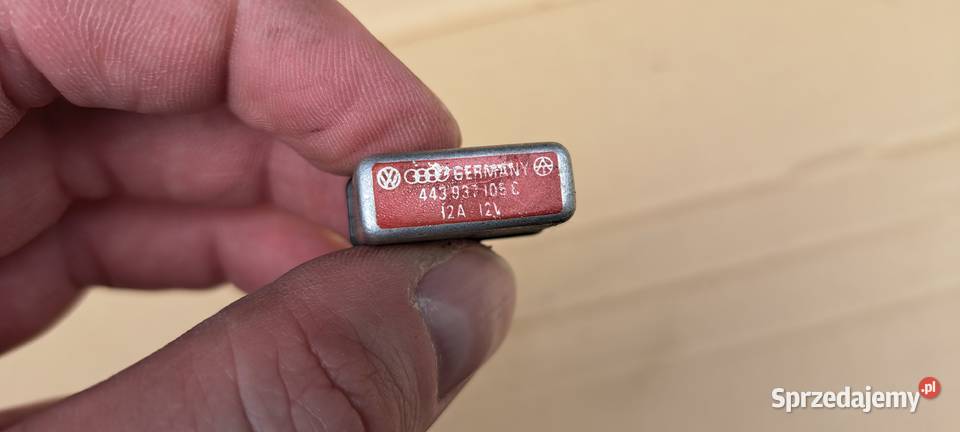 GERMANY
443 937 105 C
12A 12V
Sprzedajemy.pl